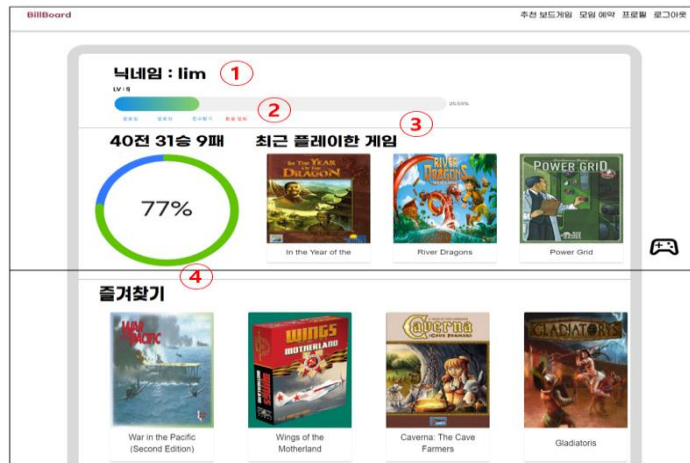 BillBoard
추천 보드게임 모임 예약 프로필 로그아웃
닉네임 : lim 1
LV : 5
2
3
40전 31승 9패 최근 플레이한 게임
IN THE YEAR OF THE DRAGON
RIVER DRAGONS
POWER GRID
77%
In the Year of the
River Dragons
Power Grid
4
즐겨찾기
WAR IN THE PACIFIC
WINGS OF THE MOTHERLAND
Caverna
THE CAVE FARMERS
GLADIATORIS
War in the Pacific
(Second Edition)
Wings of the
Motherland
Caverna: The Cave
Farmers
Gladiatoris